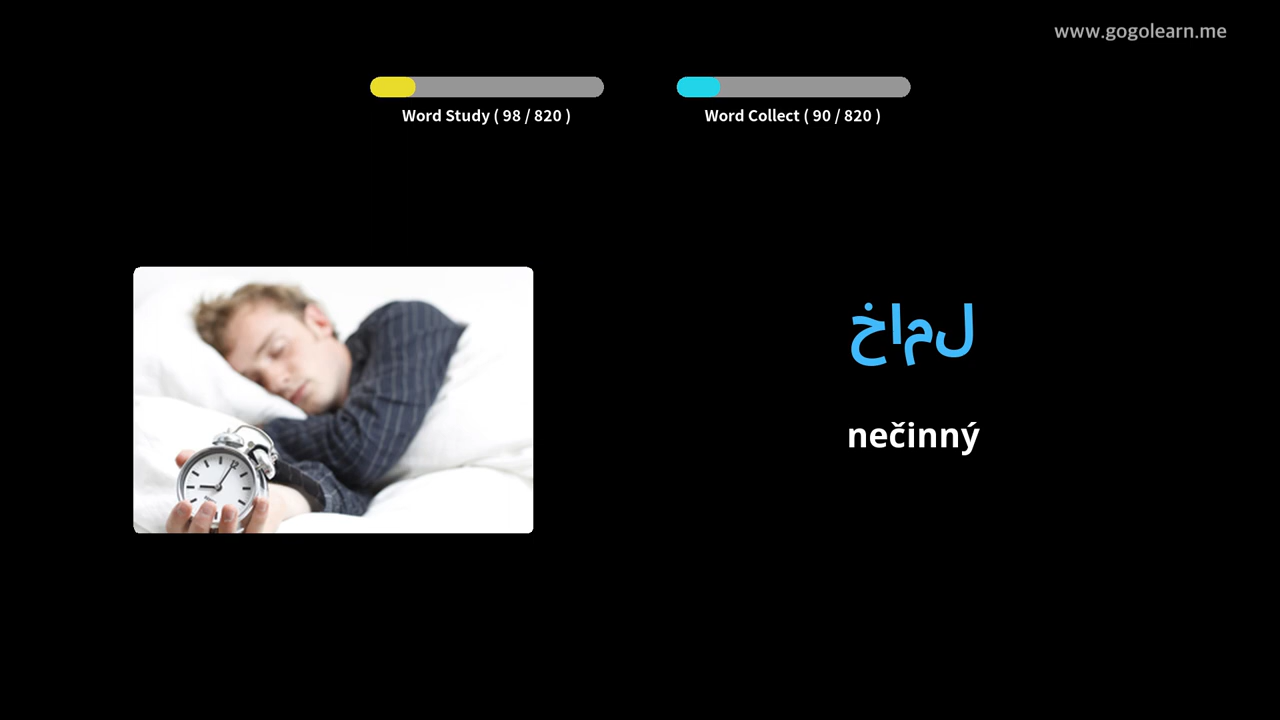 www.gogolearn.me
Word Study ( 98 / 820 )
Word Collect ( 90 / 820 )
خامل
nečinný